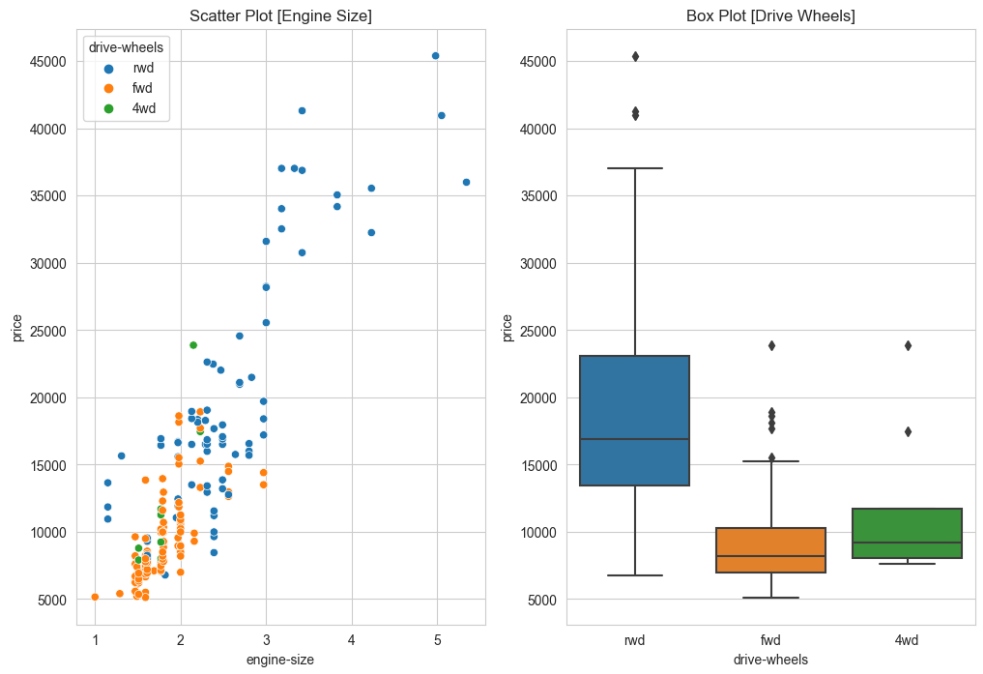 Scatter Plot [Engine Size]
drive-wheels
rwd
fwd
4wd
45000
40000
35000
30000
25000
20000
15000
10000
5000
price
1 2 3 4 5
engine-size
Box Plot [Drive Wheels]
45000
40000
35000
30000
25000
20000
15000
10000
5000
price
rwd fwd 4wd
drive-wheels